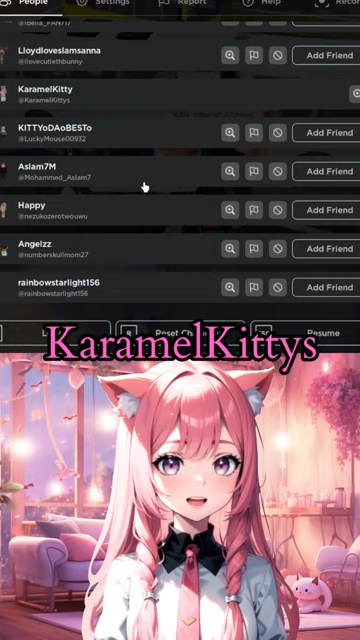 People Settings Report Help
Lloydloveslamsanna
@ilovecutiethbunny Add Friend
KaramelKitty
@KaramelKittys
KITTYoDAoBESTo
@LuckyMouse00932 Add Friend
Aslam7M
@Mohammed_Aslam7 Add Friend
Happy
@nezukozerotwouwu Add Friend
Angelzz
@numberskullmom27 Add Friend
rainbowstarlight156
@rainbowstarlight156 Add Friend
Resume
KaramelKittys